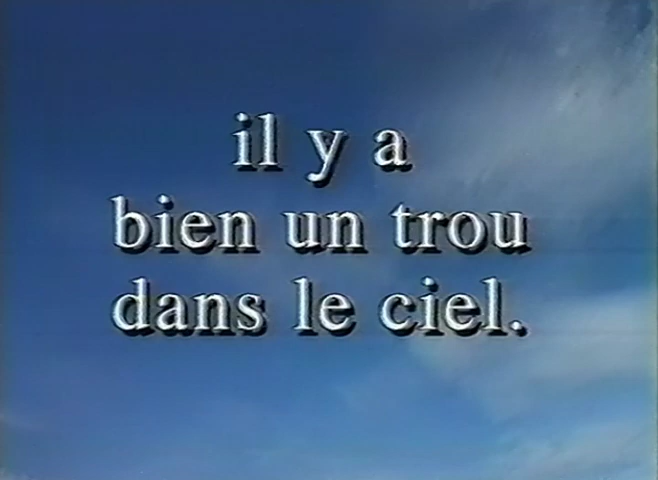 il y a
bien un trou
dans le ciel.